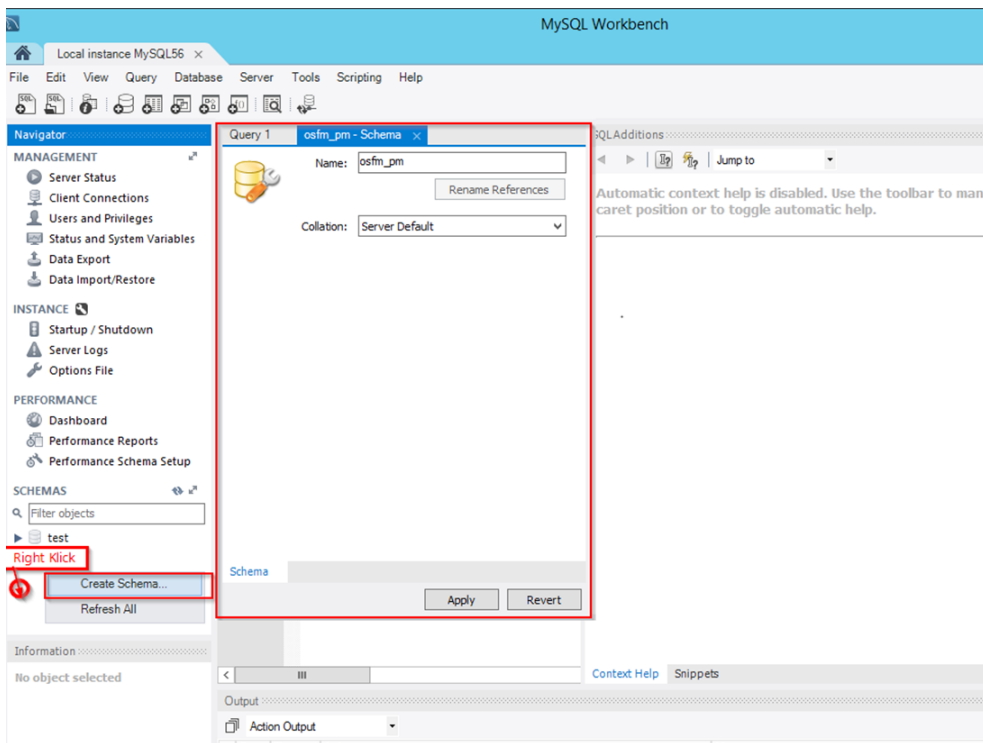 MySQL Workbench
Local instance MySQL56
File Edit View Query Database Server Tools Scripting Help
Navigator
MANAGEMENT
Server Status
Client Connections
Users and Privileges
Status and System Variables
Data Export
Data Import/Restore
INSTANCE
Startup / Shutdown
Server Logs
Options File
PERFORMANCE
Dashboard
Performance Reports
Performance Schema Setup
SCHEMAS
Filter objects
test
Right Klick
Create Schema...
Refresh All
Information
No object selected
Query 1 osfm_pm - Schema
Name: osfm_pm
Rename References
Collation: Server Default
Schema
Apply Revert
SQLAdditions
Jump to
Automatic context help is disabled. Use the toolbar to man
caret position or to toggle automatic help.
Context Help Snippets
Output
Action Output